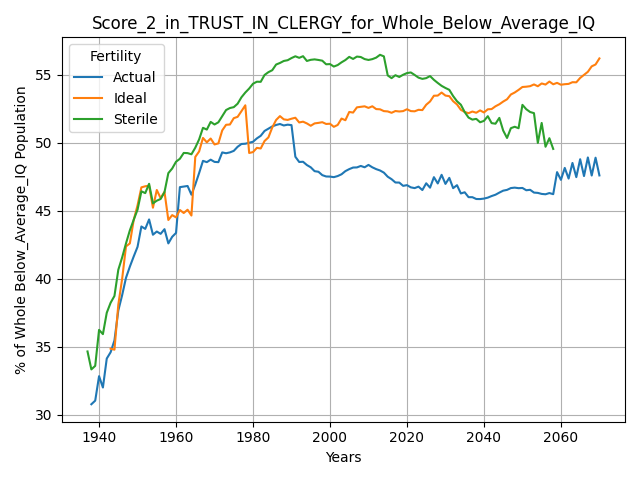 Score_2_in_TRUST_IN_CLERGY_for_Whole_Below_Average_IQ
Fertility
Actual
Ideal
Sterile
% of Whole Below_Average_IQ Population
55
50
45
40
35
30
1940 1960 1980 2000 2020 2040 2060
Years